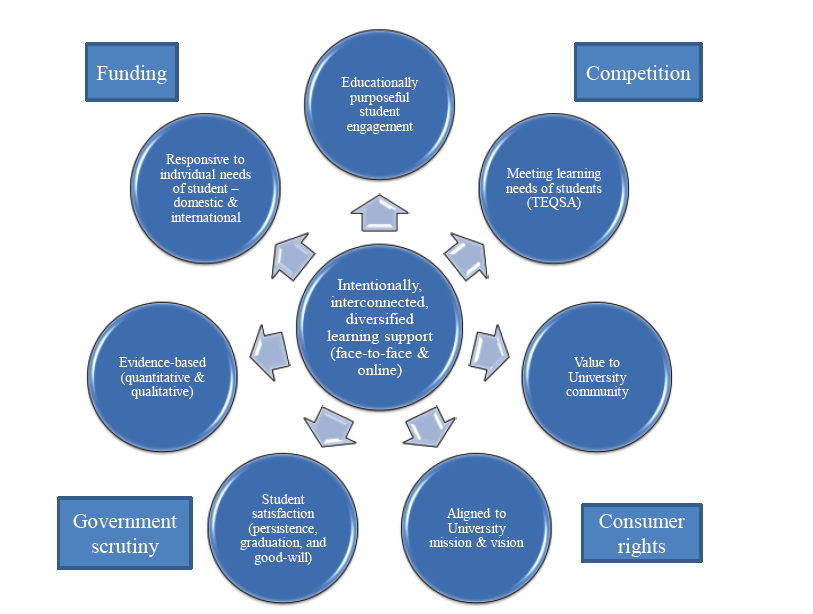 Funding
Competition
Educationally
purposeful
student
engagement
Responsive to
individual needs
of student –
domestic &
international
Meeting learning
needs of students
(TEQSA)
Intentionally,
interconnected,
diversified
learning support
(face-to-face &
online)
Evidence-based
(quantitative &
qualitative)
Value to
University
community
Student
satisfaction
(persistence,
graduation, and
good-will)
Aligned to
University
mission & vision
Government
scrutiny
Consumer
rights